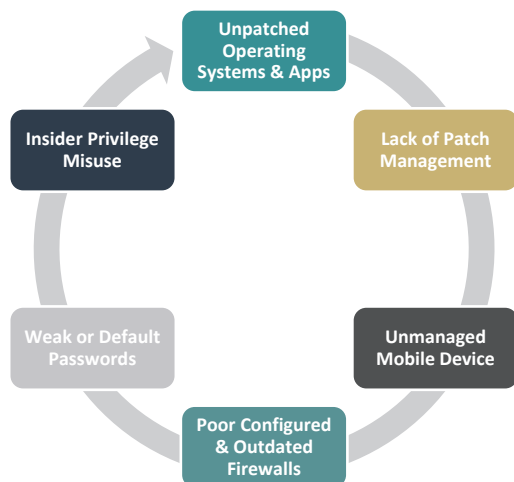 Unpatched
Operating
Systems & Apps
Lack of Patch
Management
Unmanaged
Mobile Device
Poor Configured
& Outdated
Firewalls
Weak or Default
Passwords
Insider Privilege
Misuse